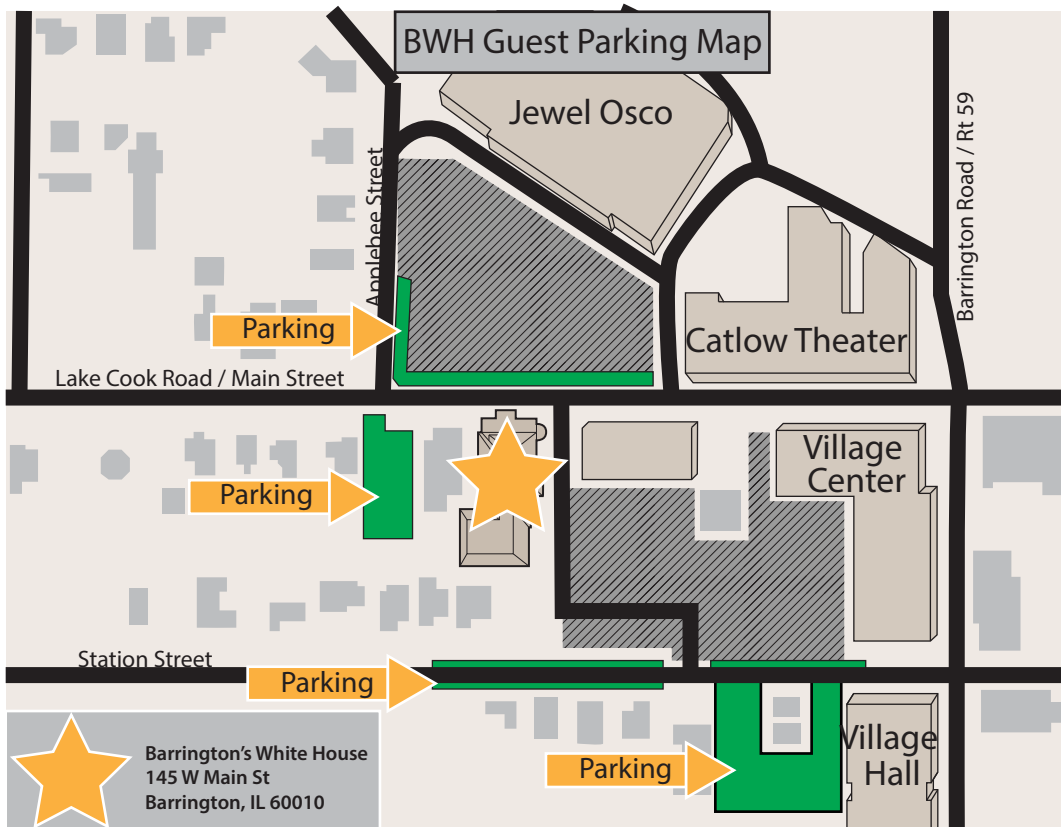 BWH Guest Parking Map
Jewel Osco
Applebee Street
Barrington Road / Rt 59
Parking
Catlow Theater
Lake Cook Road / Main Street
Village
Center
Parking
Station Street
Parking
Barrington's White House
145 W Main St
Barrington, IL 60010
Parking
Village
Hall